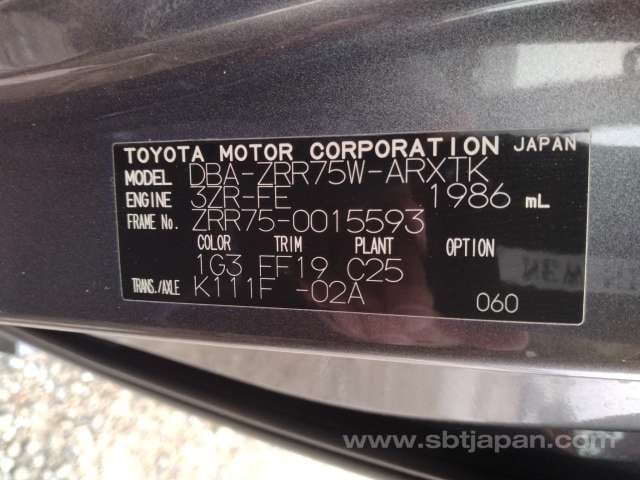 TOYOTA MOTOR CORPORATION JAPAN
MODEL DBA-ZRR75W-ARXTK
ENGINE 3ZR-FE 1986 mL
FRAME No. ZRR75-0015593
COLOR TRIM PLANT OPTION
1G3 FF19 C25
TRANS./AXLE K111F -02A
060
www.sbtjapan.com